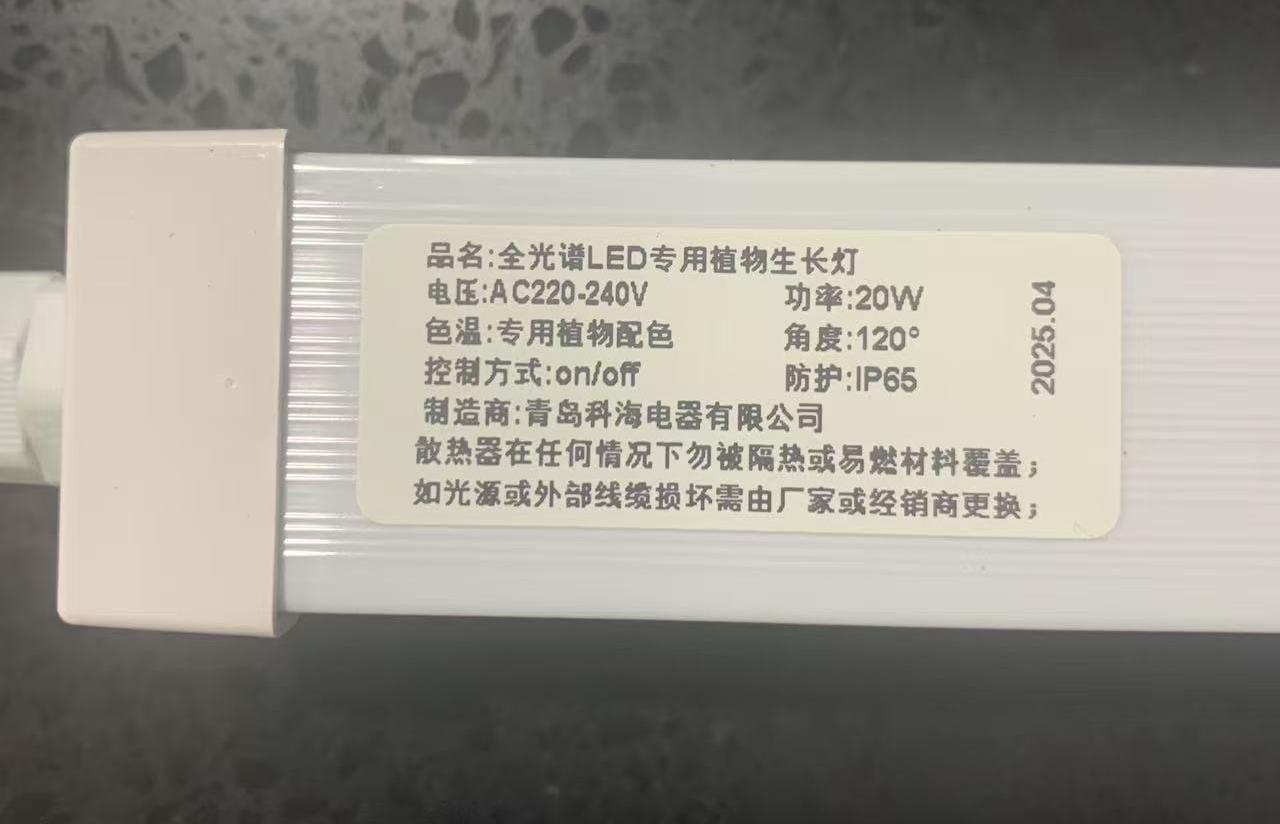 品名:全光谱LED专用植物生长灯
电压:AC220-240V 功率:20W
色温:专用植物配色 角度:120°
控制方式:on/off 防护:IP65
制造商:青岛科海电器有限公司
散热器在任何情况下勿被隔热或易燃材料覆盖;
如光源或外部线缆损坏需由厂家或经销商更换;
2025.04